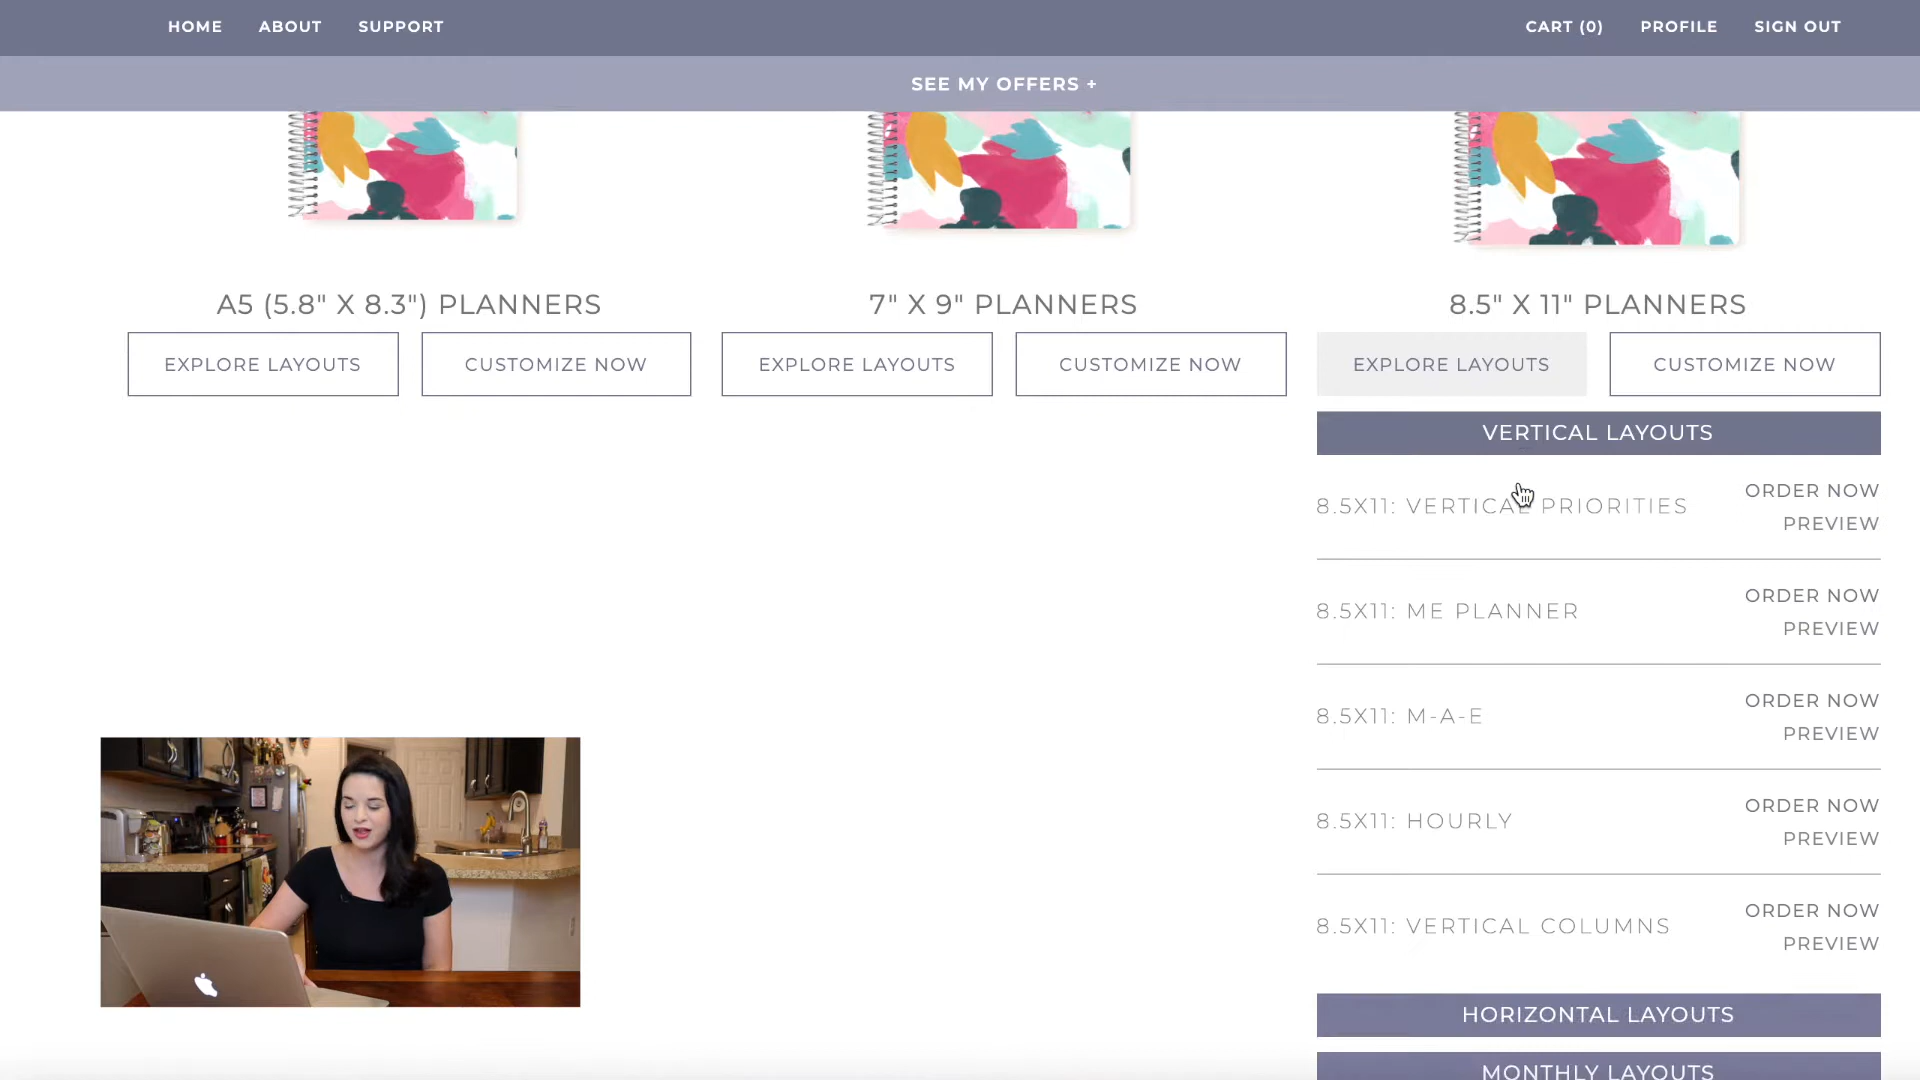 HOME ABOUT SUPPORT CART (0) PROFILE SIGN OUT
SEE MY OFFERS +
A5 (5.8" X 8.3") PLANNERS
EXPLORE LAYOUTS CUSTOMIZE NOW
7" X 9" PLANNERS
EXPLORE LAYOUTS CUSTOMIZE NOW
8.5" X 11" PLANNERS
EXPLORE LAYOUTS CUSTOMIZE NOW
VERTICAL LAYOUTS
8.5X11: VERTICAL PRIORITIES
ORDER NOW
PREVIEW
8.5X11: ME PLANNER
ORDER NOW
PREVIEW
8.5X11: M-A-E
ORDER NOW
PREVIEW
8.5X11: HOURLY
ORDER NOW
PREVIEW
8.5X11: VERTICAL COLUMNS
ORDER NOW
PREVIEW
HORIZONTAL LAYOUTS
MONTHLY LAYOUTS